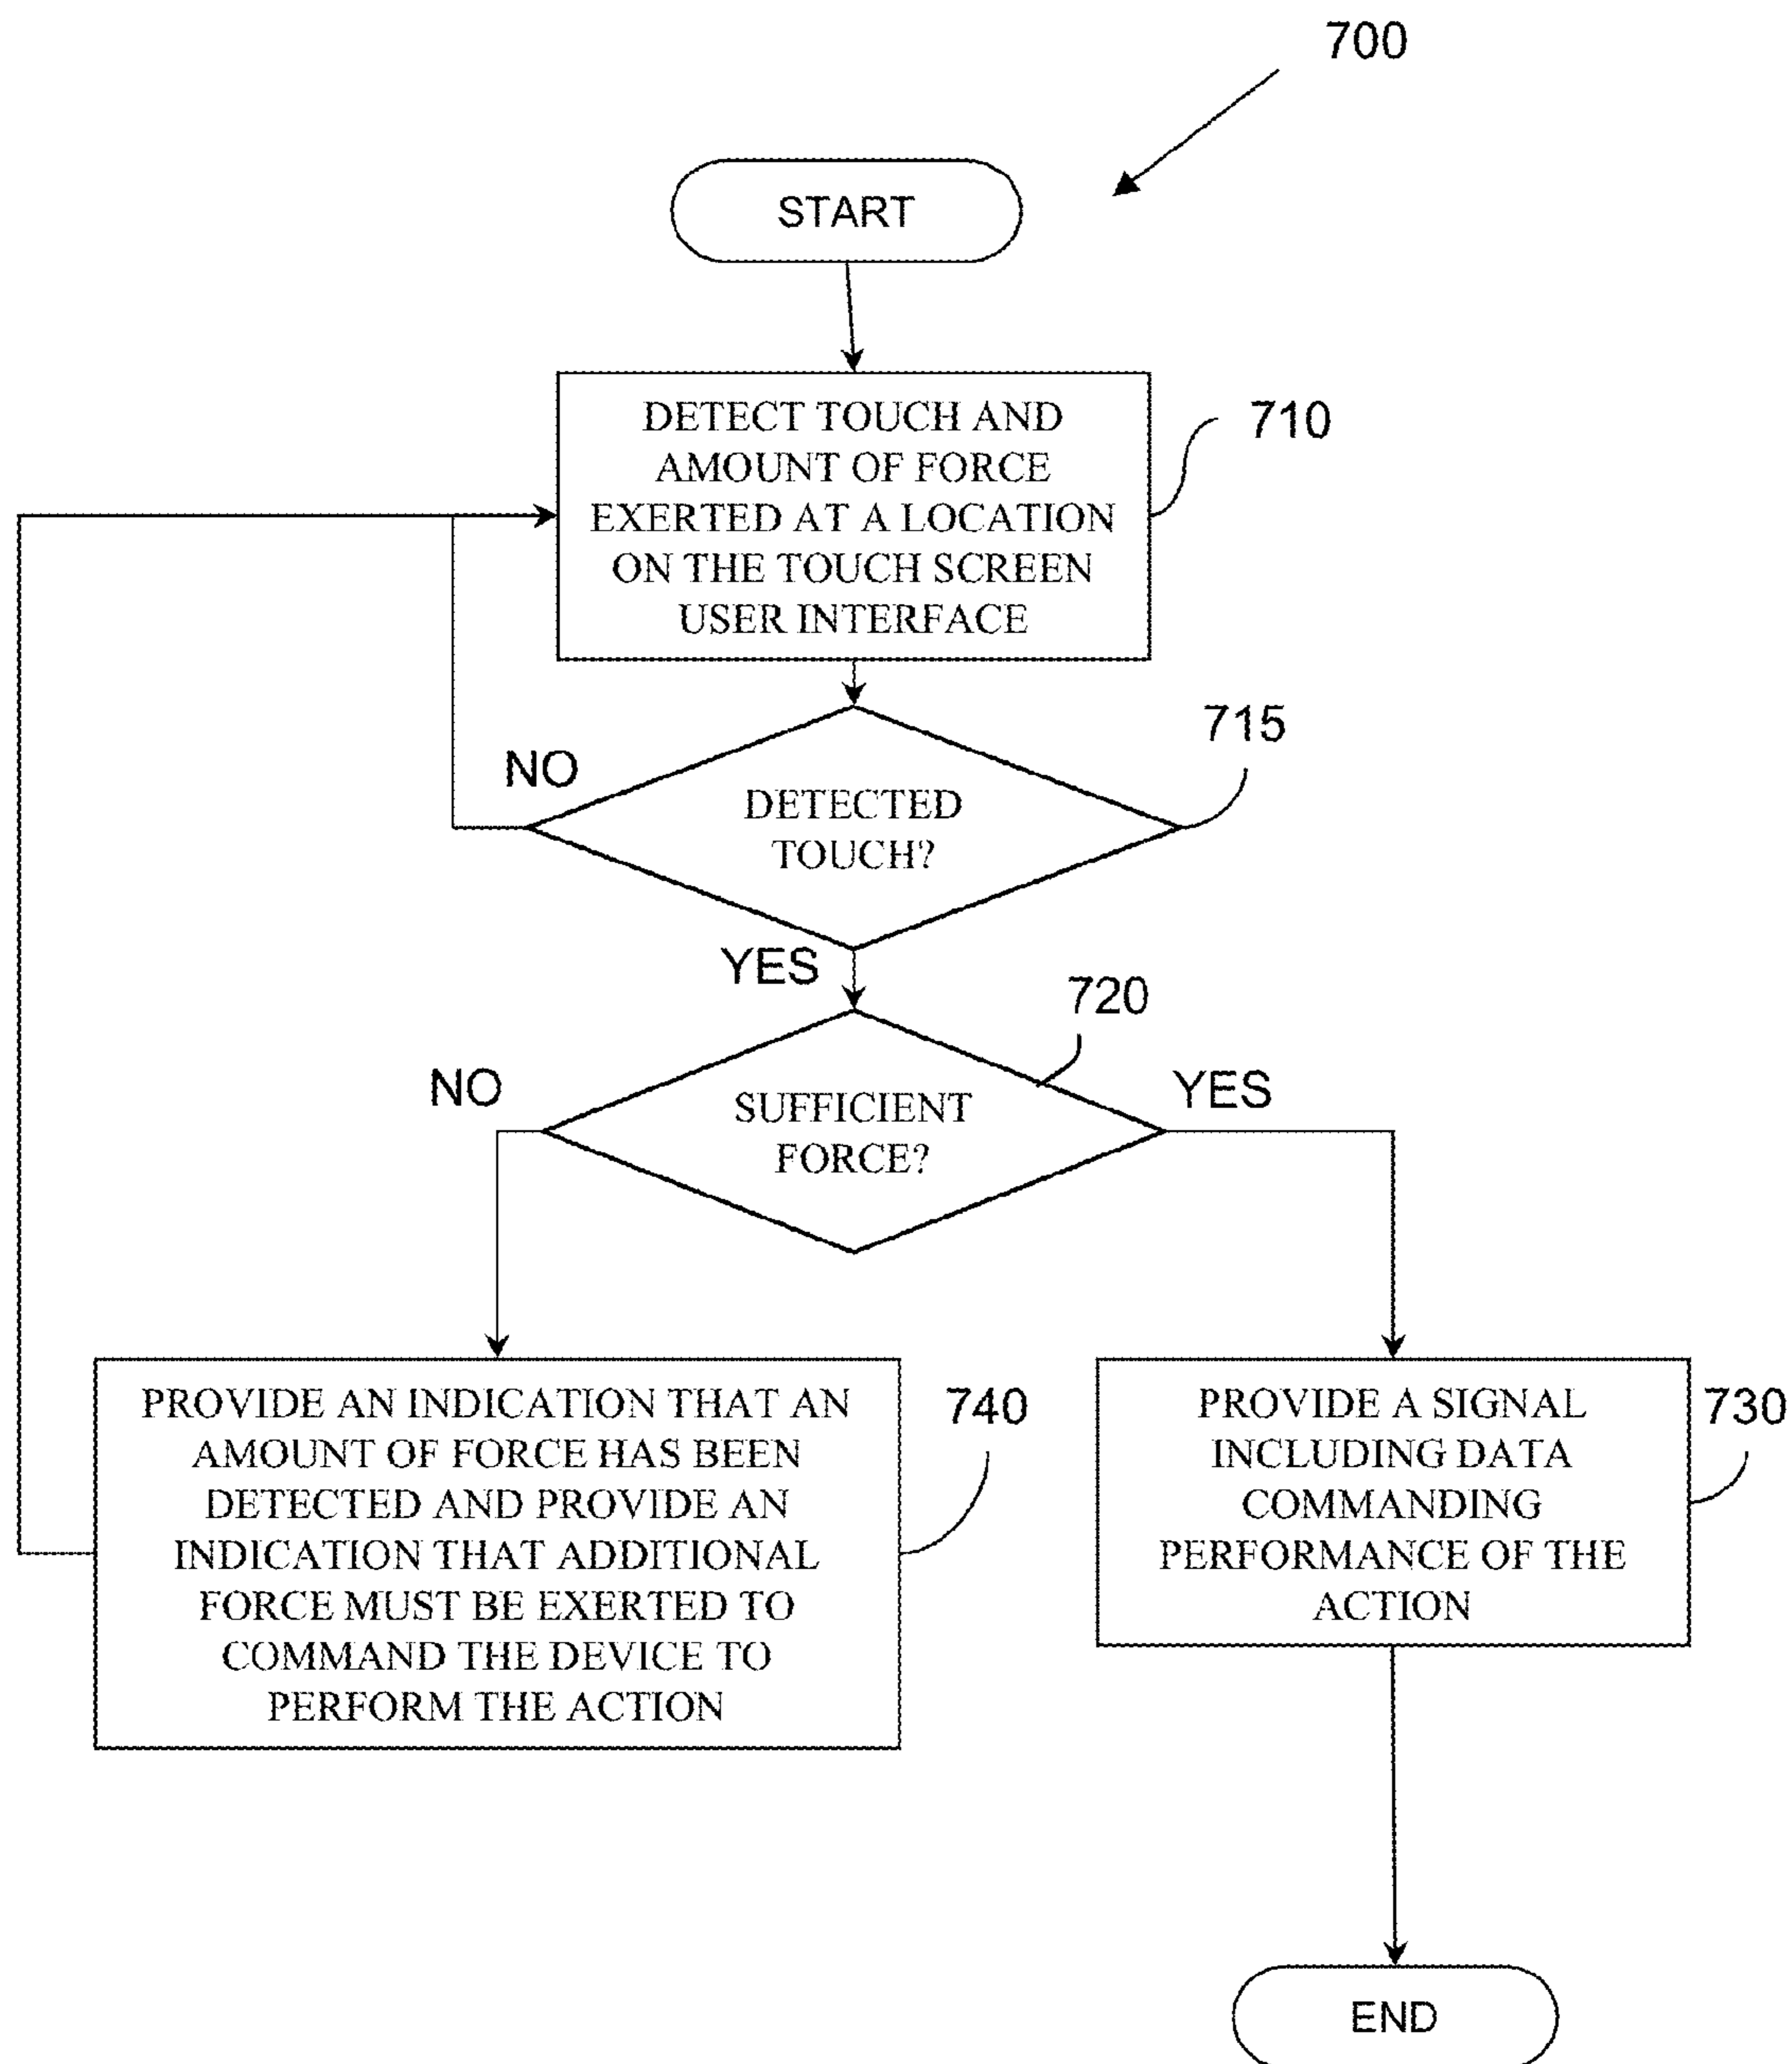 700
START
DETECT TOUCH AND
AMOUNT OF FORCE
EXERTED AT A LOCATION
ON THE TOUCH SCREEN
USER INTERFACE
710
715
NO
DETECTED
TOUCH?
YES
720
NO
SUFFICIENT
FORCE?
YES
PROVIDE AN INDICATION THAT AN
AMOUNT OF FORCE HAS BEEN
DETECTED AND PROVIDE AN
INDICATION THAT ADDITIONAL
FORCE MUST BE EXERTED TO
COMMAND THE DEVICE TO
PERFORM THE ACTION
740
PROVIDE A SIGNAL
INCLUDING DATA
COMMANDING
PERFORMANCE OF THE
ACTION
730
END